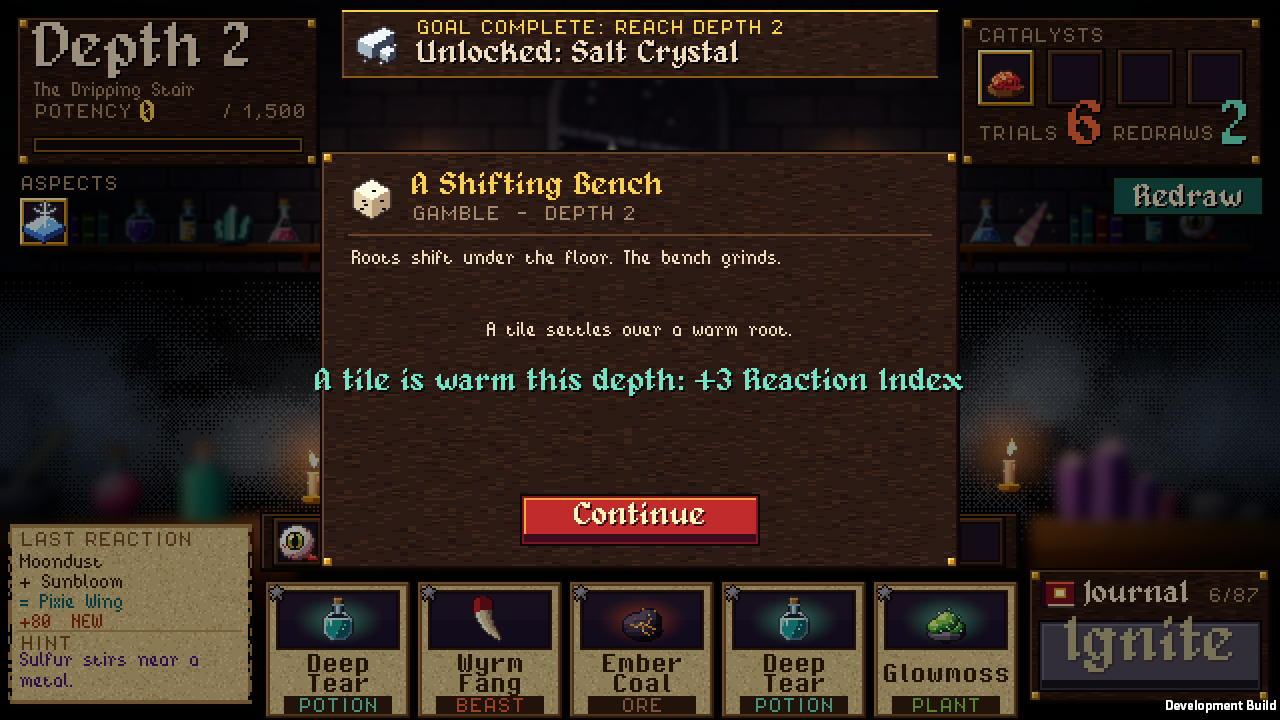 Depth 2
The Dripping Stair
POTENCY 0 / 1,500
ASPECTS
GOAL COMPLETE: REACH DEPTH 2
Unlocked: Salt Crystal
CATALYSTS
TRIALS 6 REDRAWS 2
Redraw
A Shifting Bench
GAMBLE - DEPTH 2
Roots shift under the floor. The bench grinds.
A tile settles over a warm root.
A tile is warm this depth: +3 Reaction Index
Continue
LAST REACTION
Moondust
+ Sunbloom
= Pixie Wing
+80 NEW
HINT
Sulfur stirs near a
metal.
Deep
Tear
POTION
Wyrm
Fang
BEAST
Ember
Coal
ORE
Deep
Tear
POTION
Glowmoss
PLANT
Journal 6/87
Ignite
Development Build